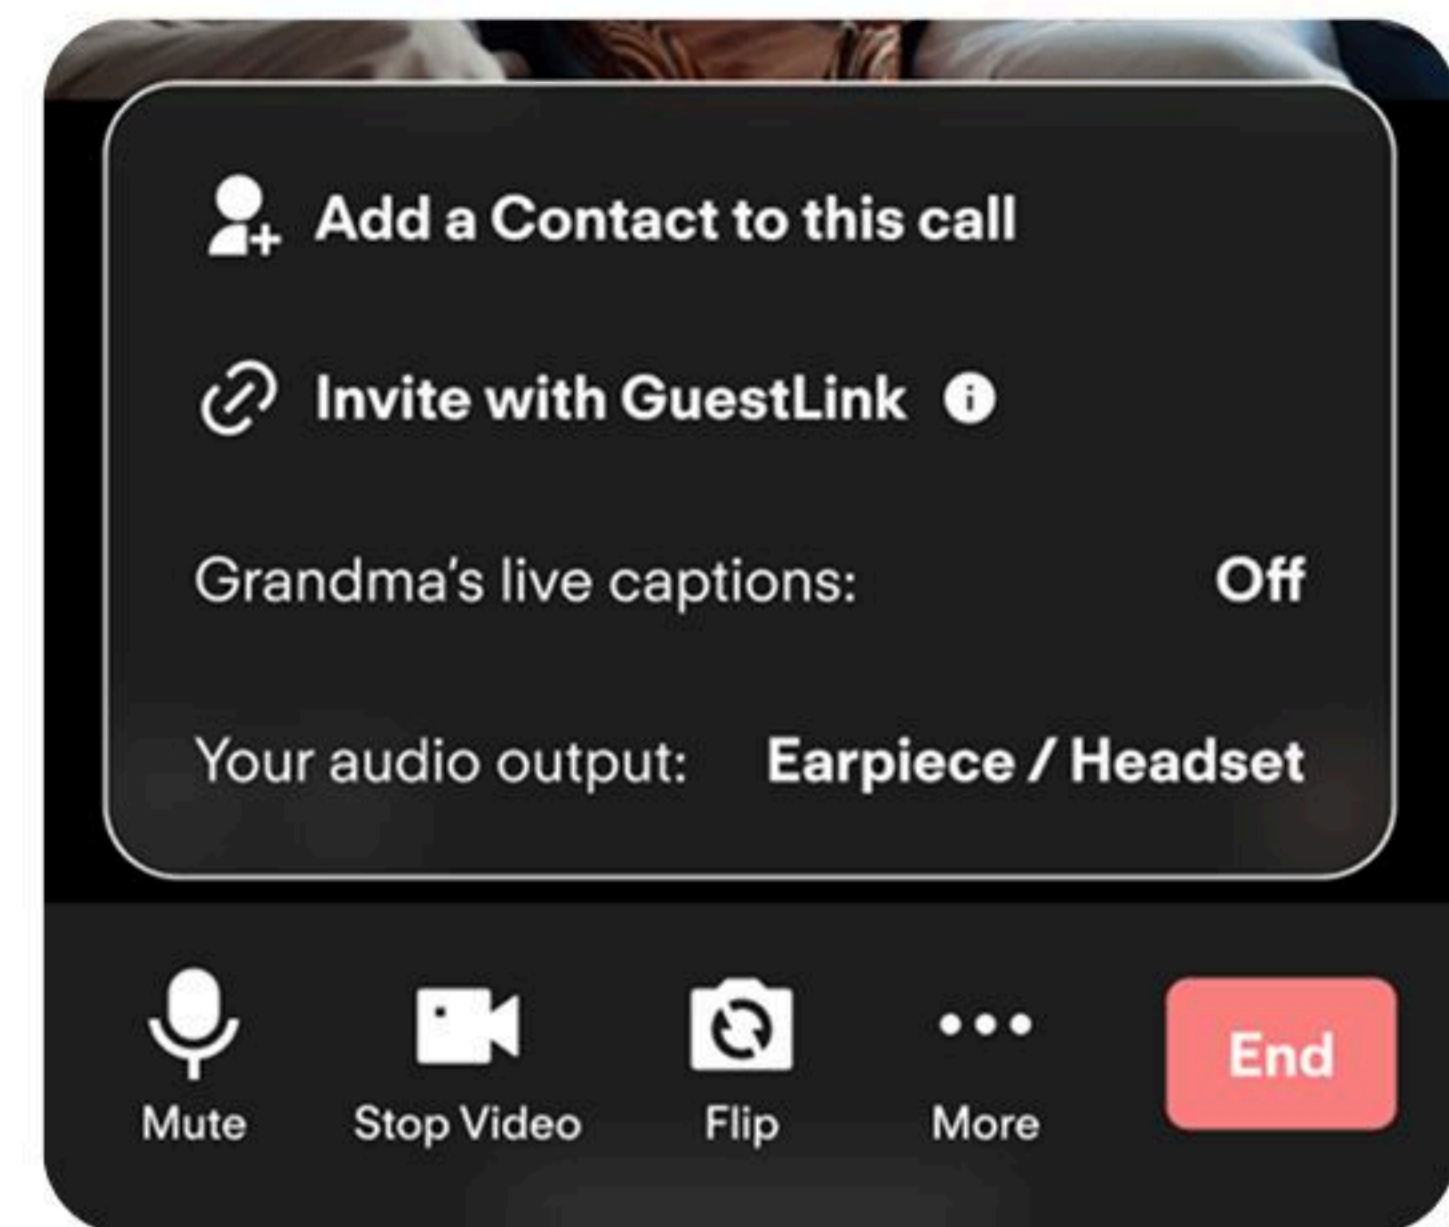 Add a Contact to this call
Invite with GuestLink
Grandma's live captions: Off
Your audio output: Earpiece / Headset
Mute Stop Video Flip More End